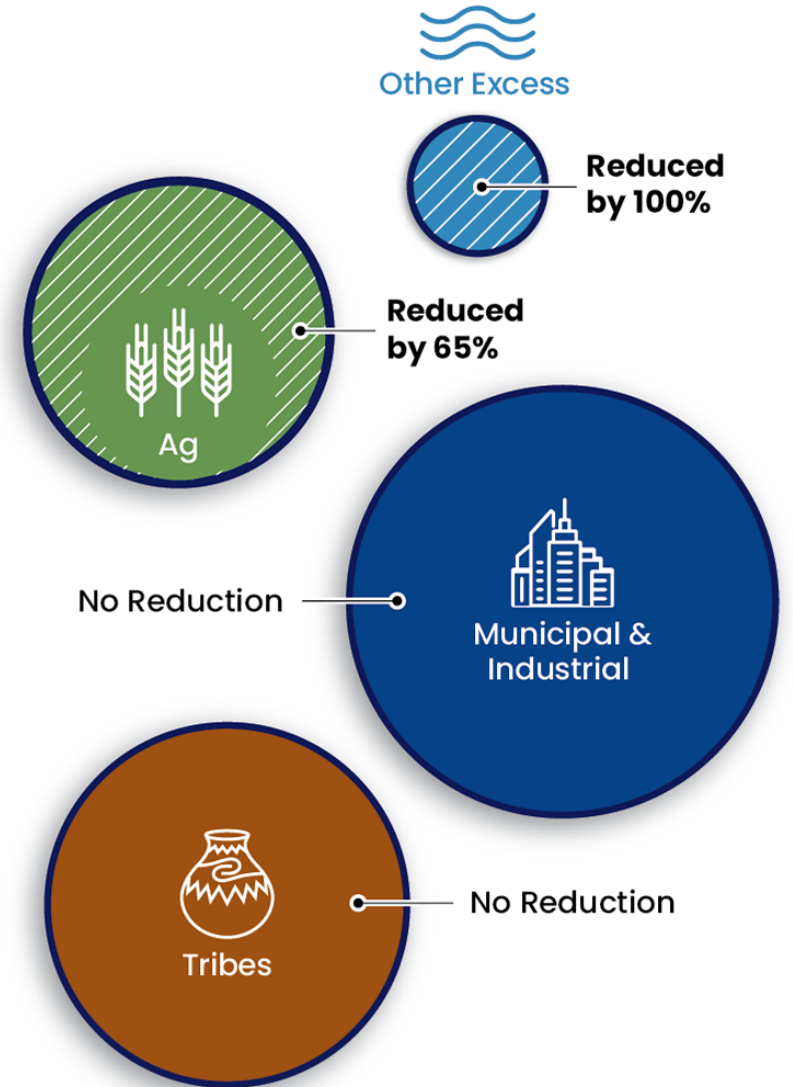 Other Excess
Reduced
by 100%
Reduced
by 65%
Ag
No Reduction
Municipal &
Industrial
No Reduction
Tribes